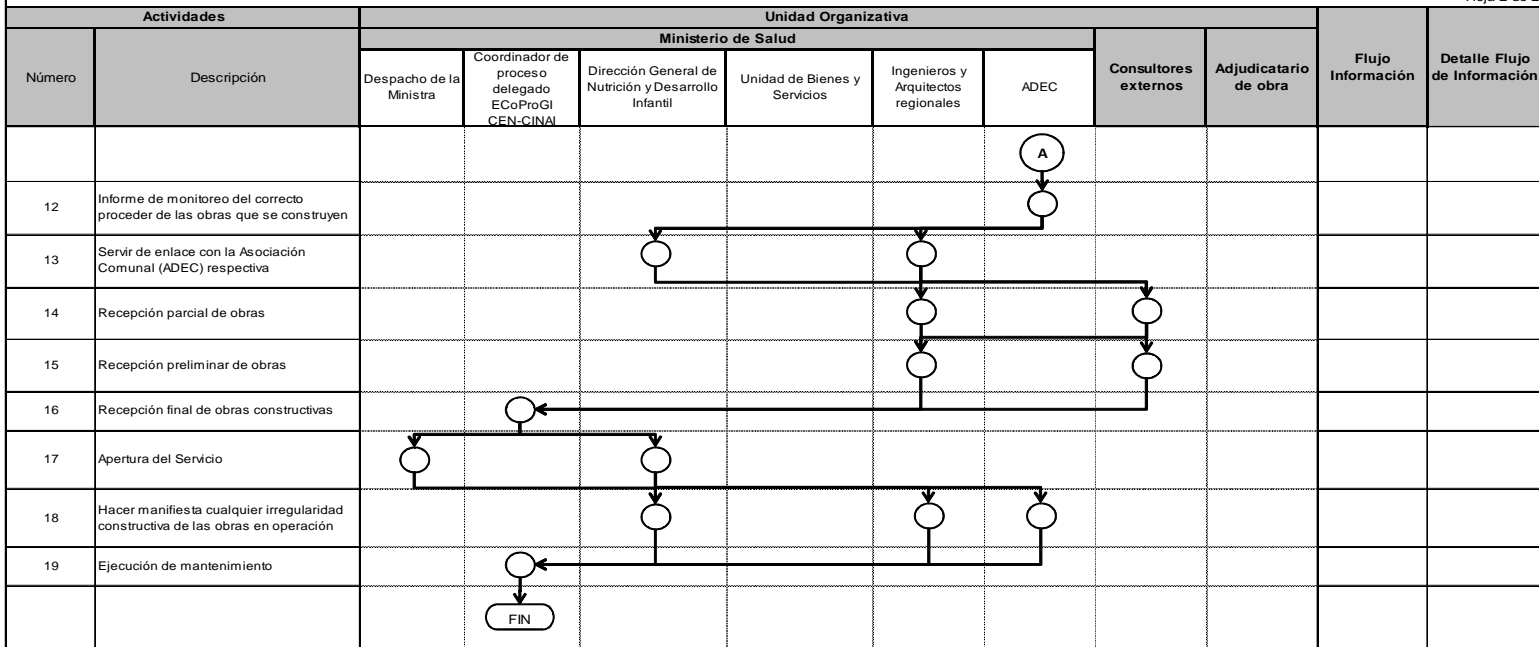 Hoja 2 de 2
Actividades
Unidad Organizativa
Ministerio de Salud
Número
Descripción
Despacho de la
Ministra
Coordinador de
proceso
delegado
ECoProGI
CEN-CINAI
Dirección General de
Nutrición y Desarrollo
Infantil
Unidad de Bienes y
Servicios
Ingenieros y
Arquitectos
regionales
ADEC
Consultores
externos
Adjudicatario
de obra
Flujo
Información
Detalle Flujo
de Información
A
12
Informe de monitoreo del correcto
proceder de las obras que se construyen
13
Servir de enlace con la Asociación
Comunal (ADEC) respectiva
14
Recepción parcial de obras
15
Recepción preliminar de obras
16
Recepción final de obras constructivas
17
Apertura del Servicio
18
Hacer manifiesta cualquier irregularidad
constructiva de las obras en operación
19
Ejecución de mantenimiento
FIN